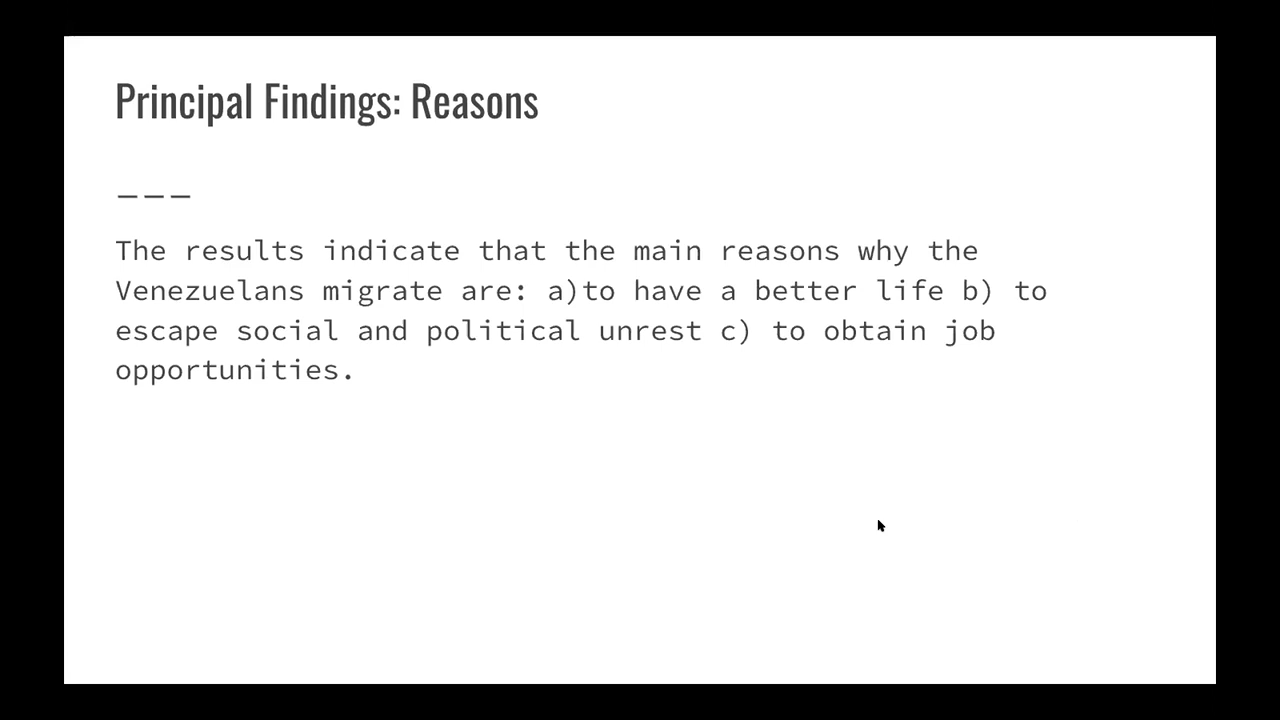 Principal Findings: Reasons
The results indicate that the main reasons why the
Venezuelans migrate are: a)to have a better life b) to
escape social and political unrest c) to obtain job
opportunities.